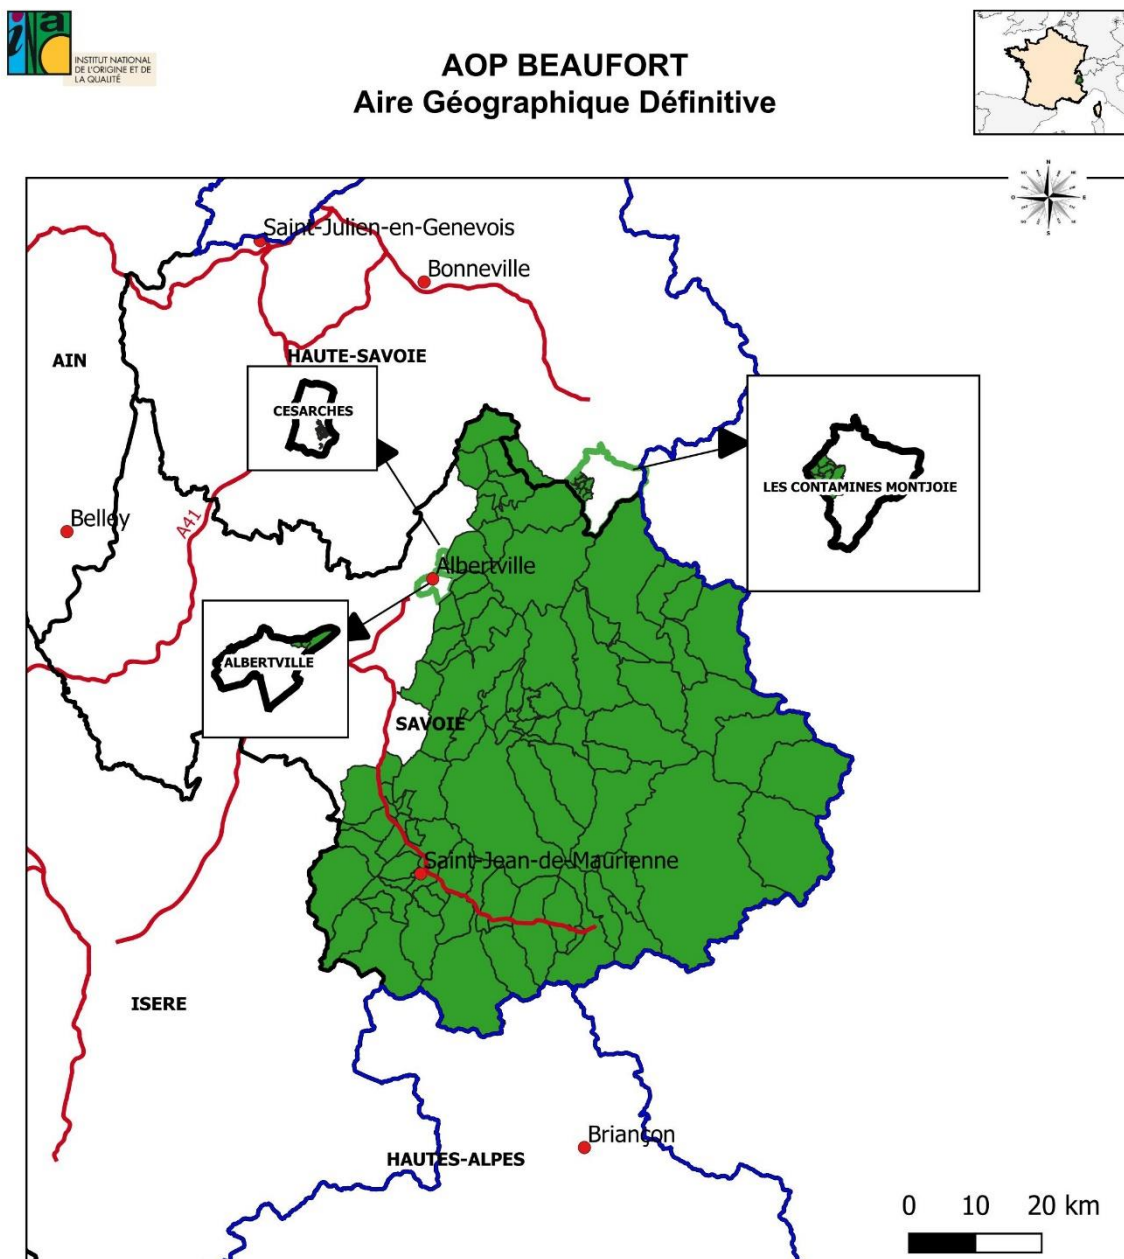 INAO
INSTITUT NATIONAL
DE L'ORIGINE ET DE
LA QUALITÉ
AOP BEAUFORT
Aire Géographique Définitive
N
O
E
S
Saint-Julien-en-Genevois
Bonneville
AIN
HAUTE-SAVOIE
CESARCHES
LES CONTAMINES MONTJOIE
Belley
A41
Albertville
ALBERTVILLE
SAVOIE
Saint-Jean-de-Maurienne
ISERE
Briançon
HAUTES-ALPES
0 10 20 km